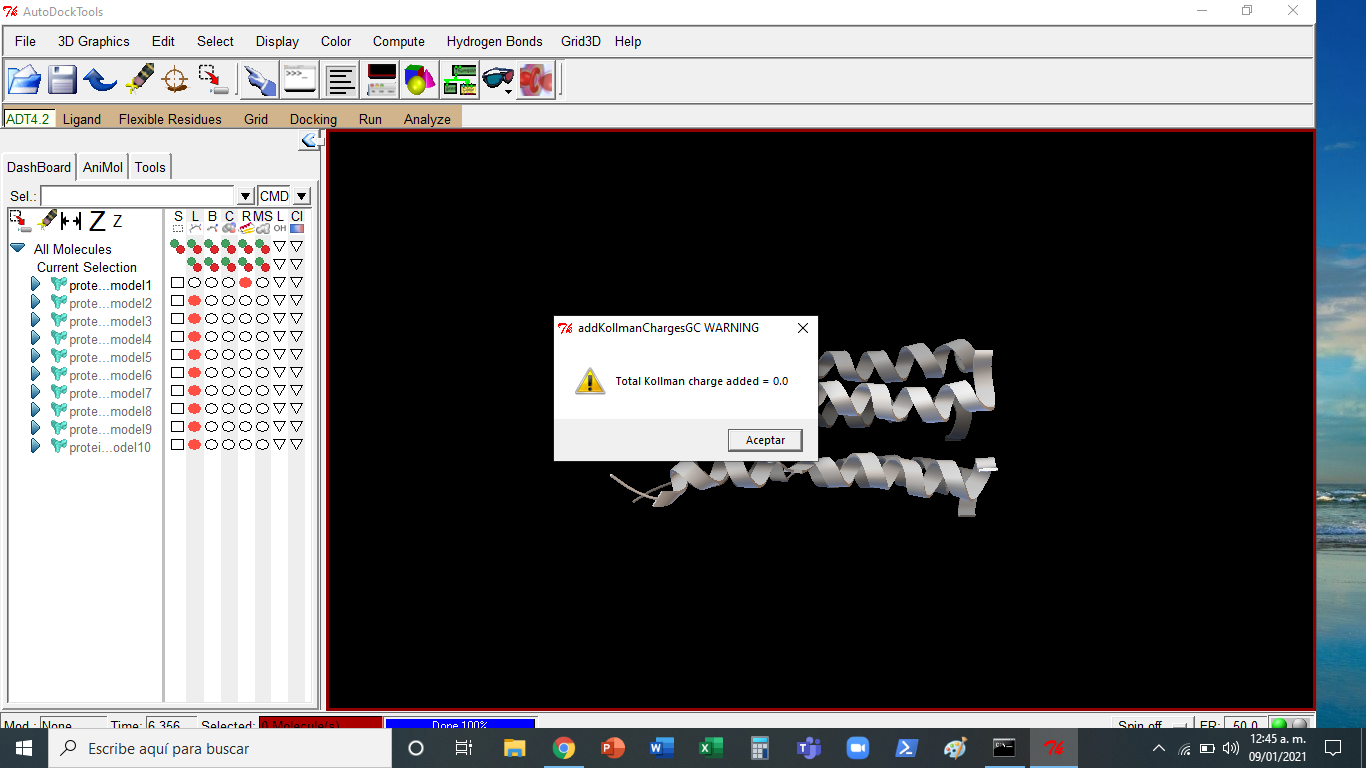 AutoDockTools
File 3D Graphics Edit Select Display Color Compute Hydrogen Bonds Grid3D Help
ADT4.2 Ligand Flexible Residues Grid Docking Run Analyze
DashBoard AniMol Tools
Sel.: CMD
Z Z S L B C R MS L Cl
OH
All Molecules
Current Selection
prote...model1
prote...model2
prote...model3
prote...model4
prote...model5
prote...model6
prote...model7
prote...model8
prote...model9
protei...odel10
addKollmanChargesGC WARNING
Total Kollman charge added = 0.0
Aceptar
Mod.: None Time: 6.356 Selected: 0 Molecule(s) Done 100% Spin off FR: 50.0
Escribe aquí para buscar
12:45 a. m.
09/01/2021